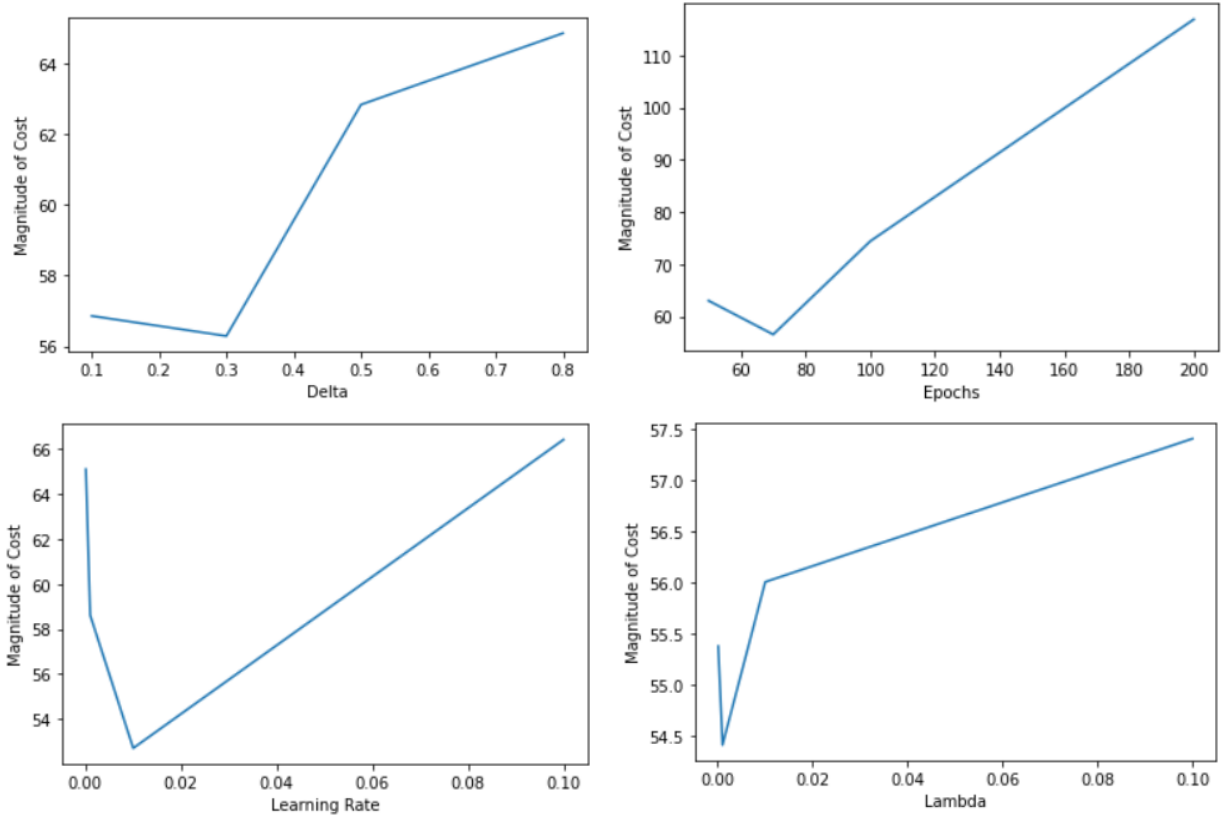 64
62
60
58
56
Magnitude of Cost
0.1 0.2 0.3 0.4 0.5 0.6 0.7 0.8
Delta
110
100
90
80
70
60
Magnitude of Cost
60 80 100 120 140 160 180 200
Epochs
66
64
62
60
58
56
54
Magnitude of Cost
0.00 0.02 0.04 0.06 0.08 0.10
Learning Rate
57.5
57.0
56.5
56.0
55.5
55.0
54.5
Magnitude of Cost
0.00 0.02 0.04 0.06 0.08 0.10
Lambda